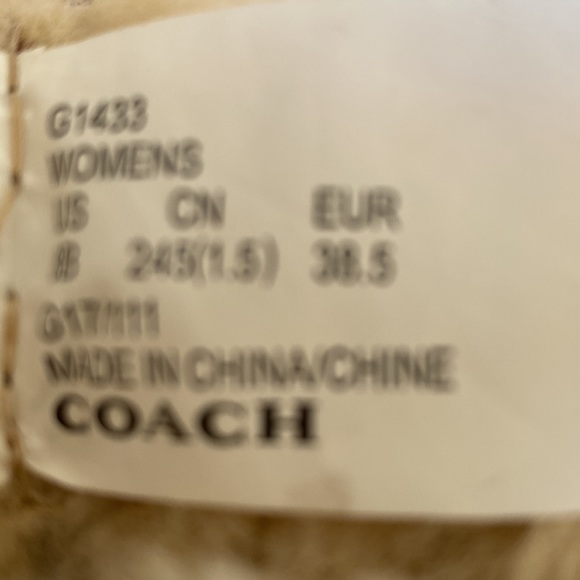 G1433
WOMENS
US CN EUR
8B 245(1.5) 38.5
MADE IN CHINA/CHINE
COACH